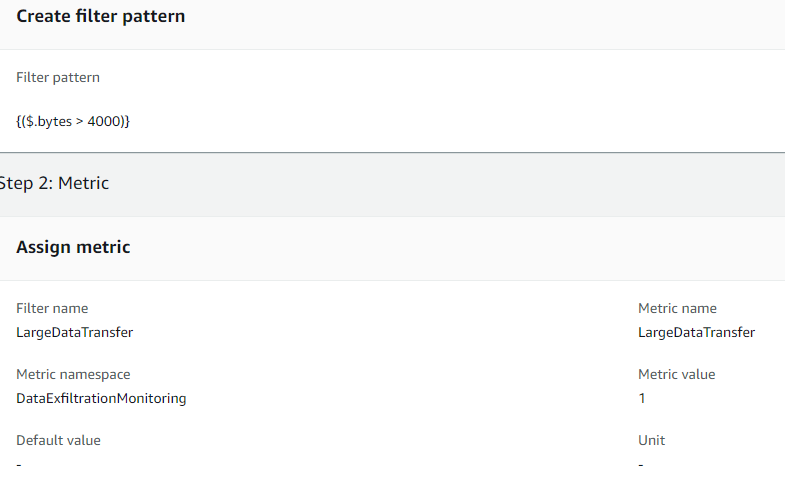 Create filter pattern
Filter pattern
{($.bytes > 4000)}
Step 2: Metric
Assign metric
Filter name
LargeDataTransfer
Metric name
LargeDataTransfer
Metric namespace
DataExfiltrationMonitoring
Metric value
1
Default value
-
Unit
-